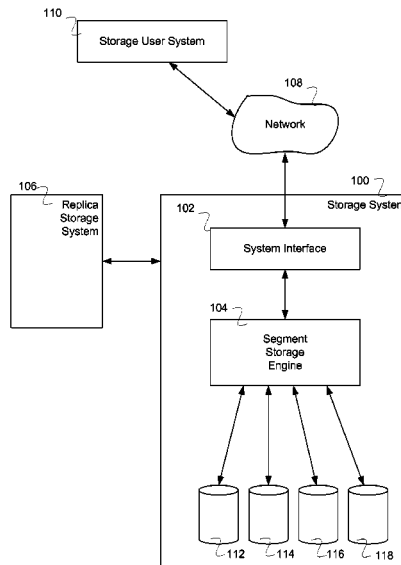 110
Storage User System
108
Network
106
Replica
Storage
System
100
Storage System
102
System Interface
104
Segment
Storage
Engine
112
114
116
118